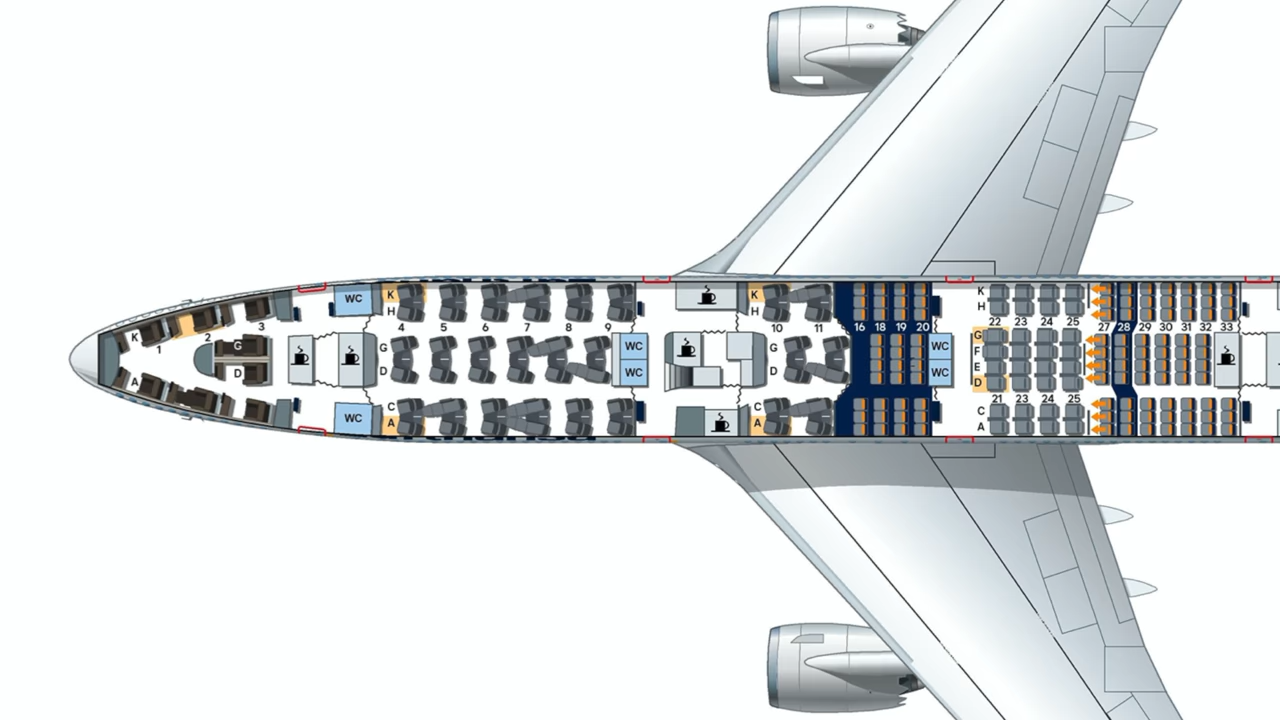 WC
K K K K
H H H
K 1 2 3 4 5 6 7 8 9 10 11 16 18 19 20 22 23 24 25 27 28 29 30 31 32 33
G G G G
WC WC F
WC WC E
D D D D
A 21 23 24 25
C C C
A A A
WC